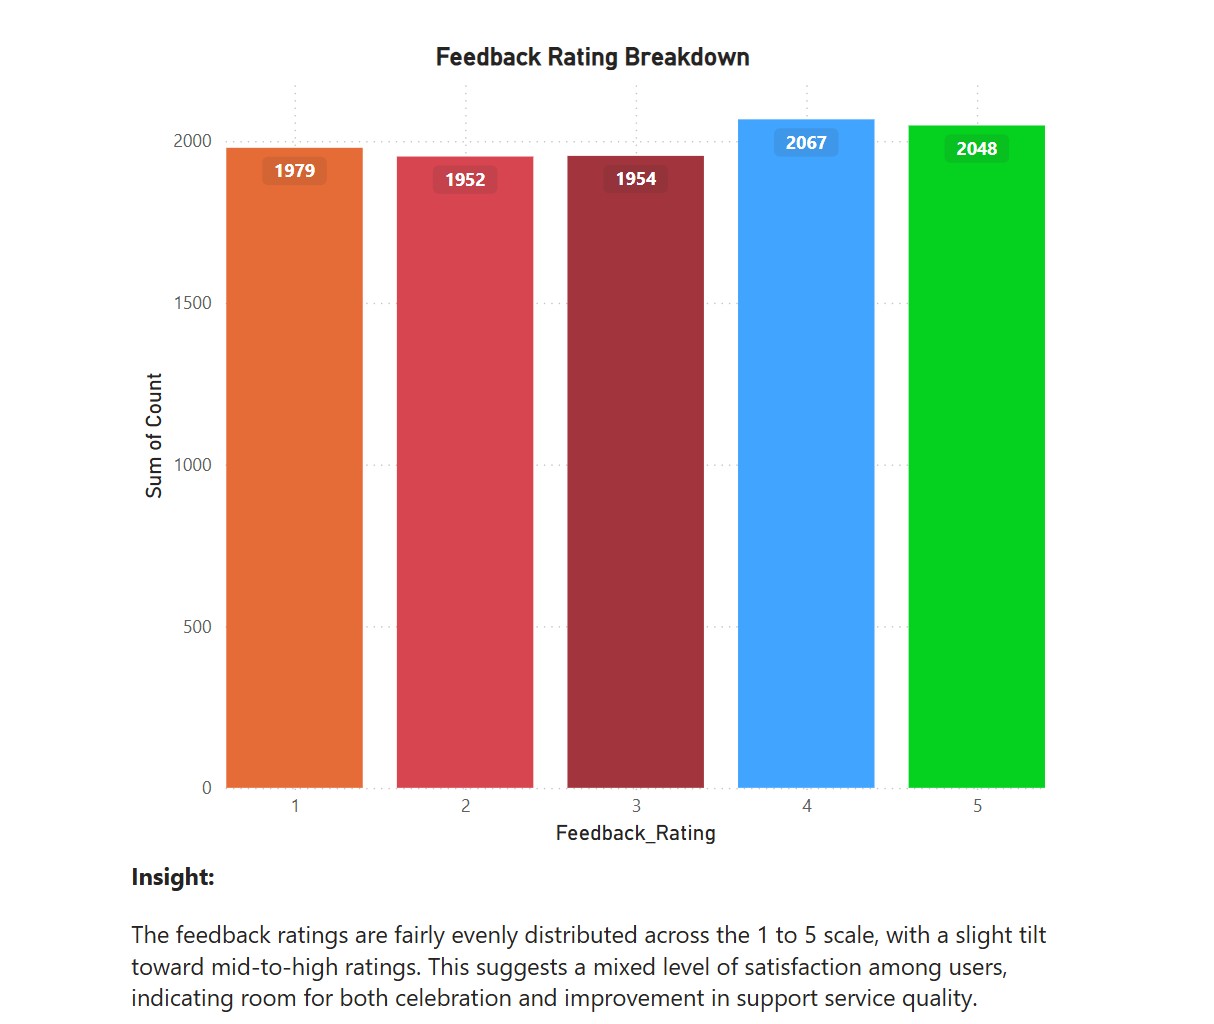 Feedback Rating Breakdown
2000
1500
1000
500
0
Sum of Count
1979
1952
1954
2067
2048
1
2
3
4
5
Feedback_Rating
Insight:
The feedback ratings are fairly evenly distributed across the 1 to 5 scale, with a slight tilt
toward mid-to-high ratings. This suggests a mixed level of satisfaction among users,
indicating room for both celebration and improvement in support service quality.